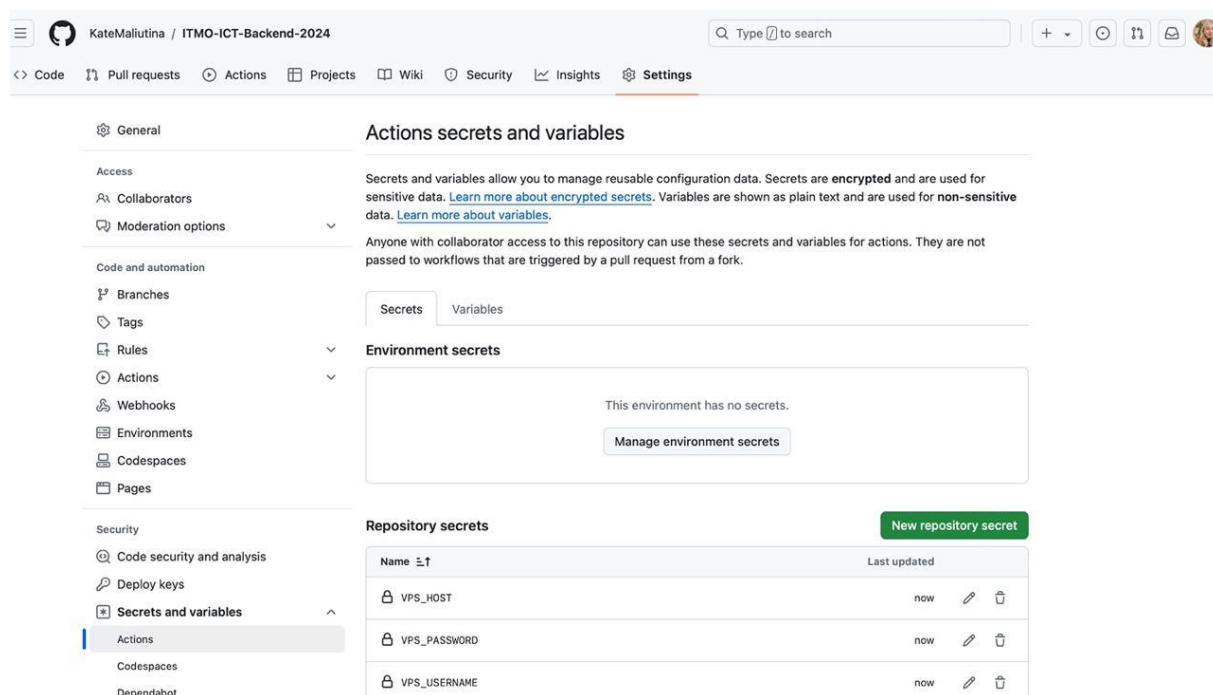 KateMaliutina / ITMO-ICT-Backend-2024
Type / to search
Code Pull requests Actions Projects Wiki Security Insights Settings
General
Access
Collaborators
Moderation options
Code and automation
Branches
Tags
Rules
Actions
Webhooks
Environments
Codespaces
Pages
Security
Code security and analysis
Deploy keys
Secrets and variables
Actions
Codespaces
Dependabot
Actions secrets and variables
Secrets and variables allow you to manage reusable configuration data. Secrets are encrypted and are used for
sensitive data. Learn more about encrypted secrets. Variables are shown as plain text and are used for non-sensitive
data. Learn more about variables.
Anyone with collaborator access to this repository can use these secrets and variables for actions. They are not
passed to workflows that are triggered by a pull request from a fork.
Secrets Variables
Environment secrets
This environment has no secrets.
Manage environment secrets
Repository secrets
New repository secret
Name Last updated
VPS_HOST now
VPS_PASSWORD now
VPS_USERNAME now